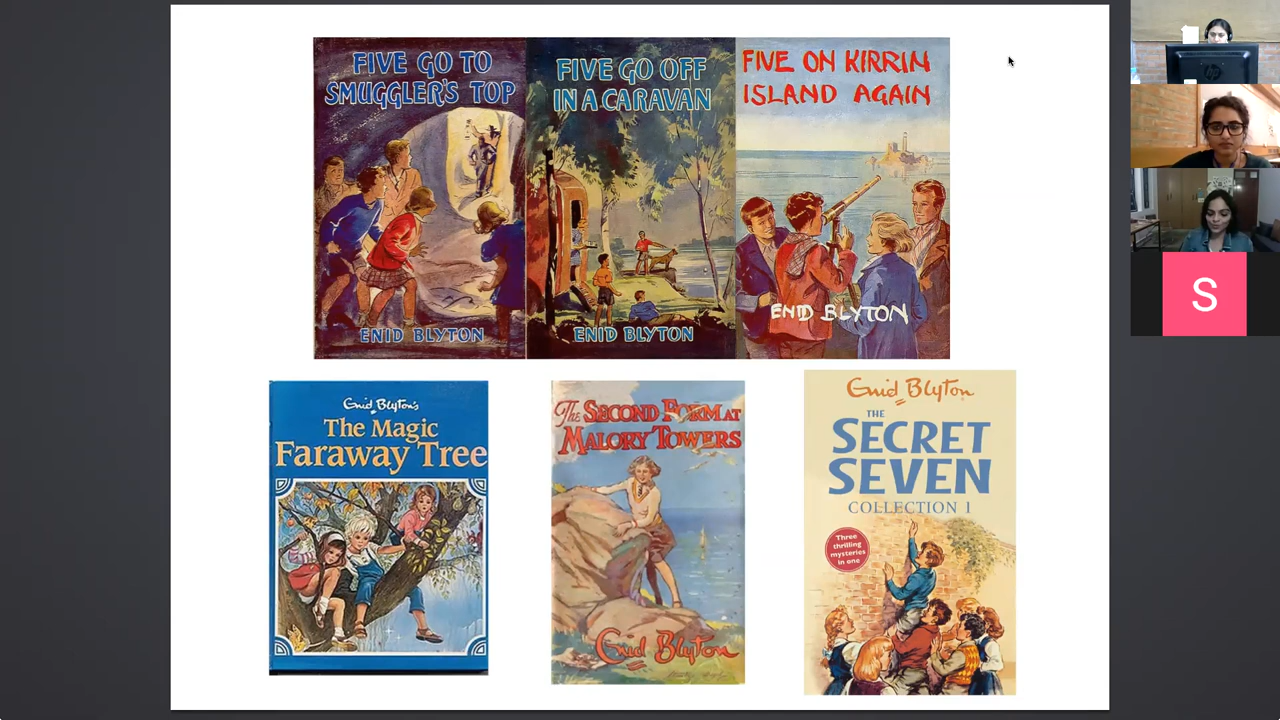 FIVE GO TO
SMUGGLER'S TOP
ENID BLYTON
FIVE GO OFF
IN A CARAVAN
ENID BLYTON
FIVE ON KIRRIN
ISLAND AGAIN
ENID BLYTON
Enid Blyton's
The Magic
Faraway Tree
The SECOND FORM AT
MALORY TOWERS
Enid Blyton
Enid Blyton
THE
SECRET
SEVEN
COLLECTION 1
Three
thrilling
mysteries
in one
hp
S